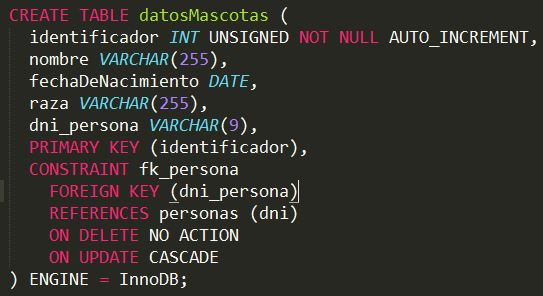 CREATE TABLE datosMascotas (
identificador INT UNSIGNED NOT NULL AUTO_INCREMENT,
nombre VARCHAR(255),
fechaDeNacimiento DATE,
raza VARCHAR(255),
dni_persona VARCHAR(9),
PRIMARY KEY (identificador),
CONSTRAINT fk_persona
FOREIGN KEY (dni_persona)
REFERENCES personas (dni)
ON DELETE NO ACTION
ON UPDATE CASCADE
) ENGINE = InnoDB;